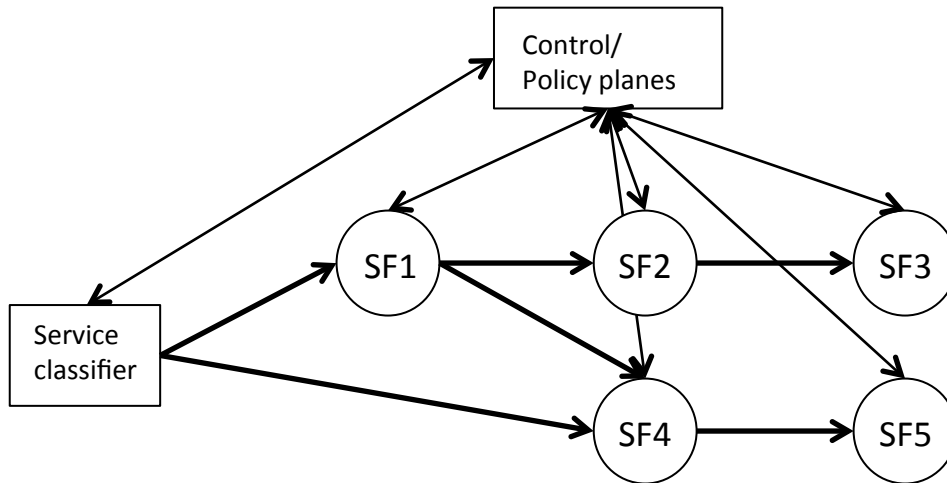 Control/
Policy planes
SF1
SF2
SF3
Service
classifier
SF4
SF5